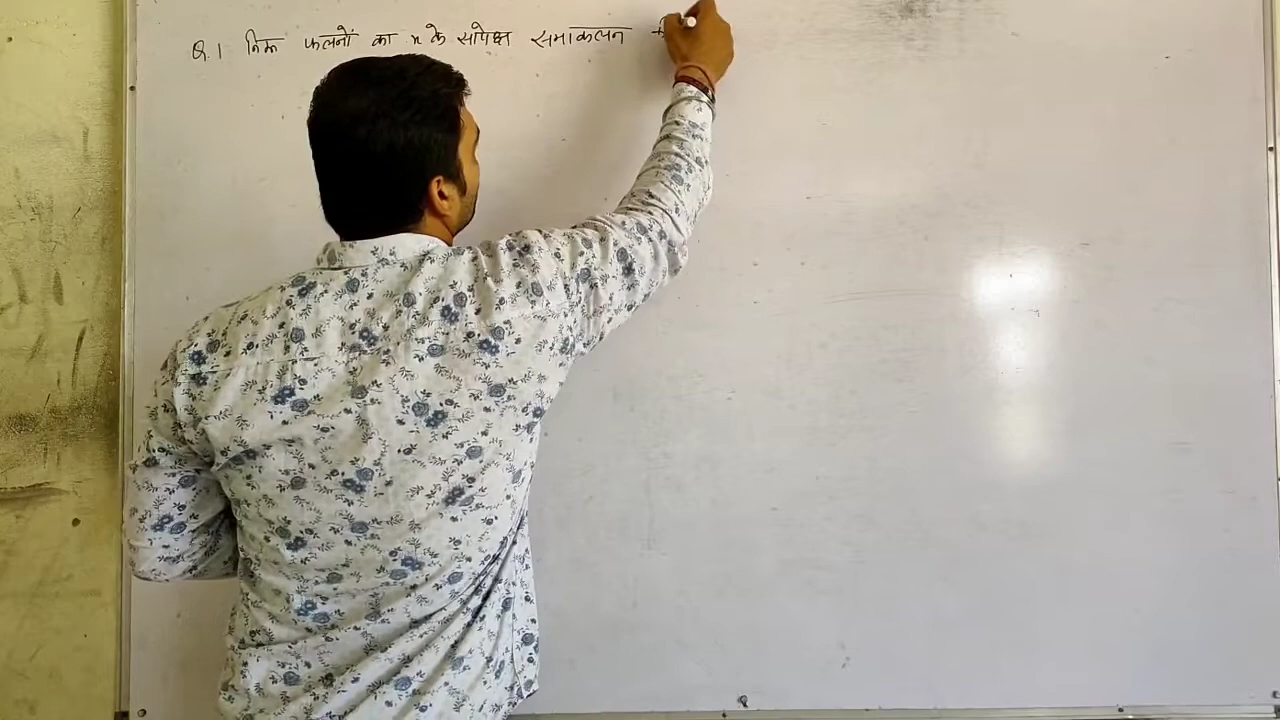 Q.1 निम्न फलनों का x के सापेक्ष समाकलन